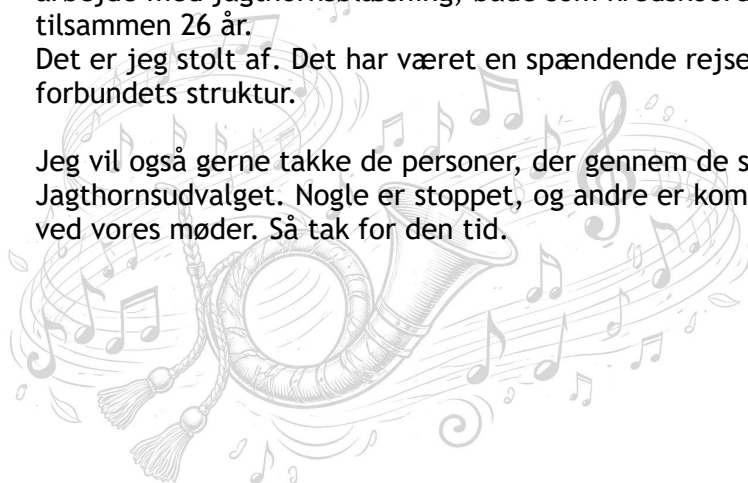 tilsammen 26 år.
Det er jeg stolt af. Det har været en spændende rejse
forbundets struktur.
Jeg vil også gerne takke de personer, der gennem de s
Jagthornsudvalget. Nogle er stoppet, og andre er kom
ved vores møder. Så tak for den tid.